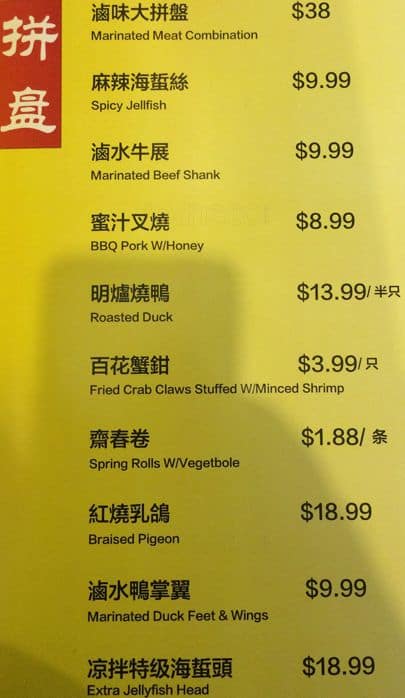 拼盘
滷味大拼盤 $38
Marinated Meat Combination
麻辣海蜇絲 $9.99
Spicy Jellfish
滷水牛展 $9.99
Marinated Beef Shank
蜜汁叉燒 $8.99
BBQ Pork W/Honey
明爐燒鴨 $13.99/半只
Roasted Duck
百花蟹鉗 $3.99/只
Fried Crab Claws Stuffed W/Minced Shrimp
齋春卷 $1.88/条
Spring Rolls W/Vegetbole
紅燒乳鴿 $18.99
Braised Pigeon
滷水鴨掌翼 $9.99
Marinated Duck Feet & Wings
凉拌特级海蜇頭 $18.99
Extra Jellyfish Head